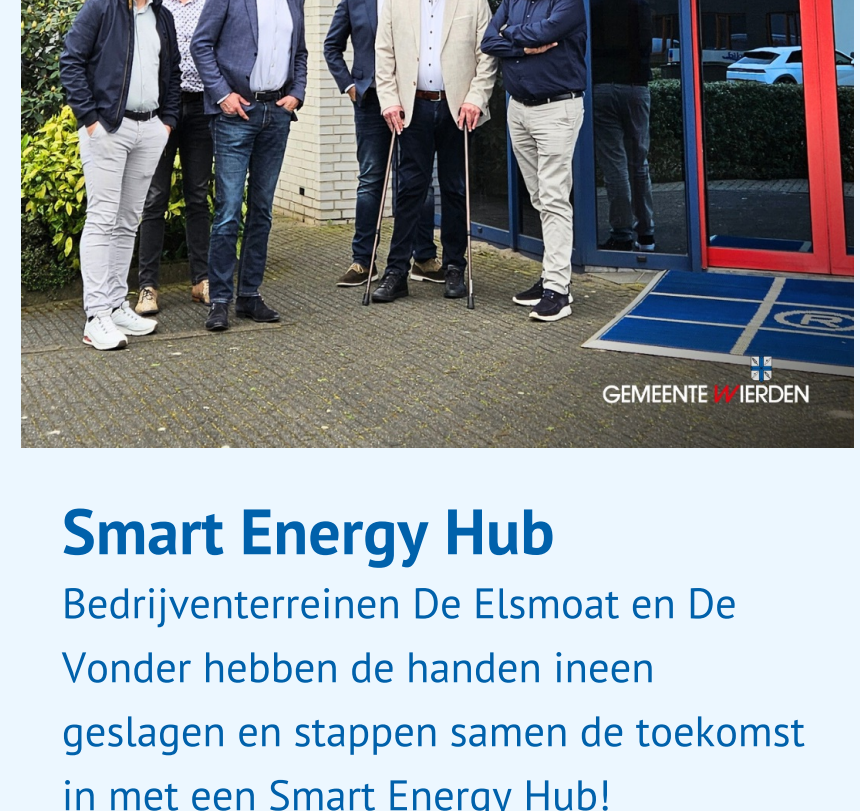 GEMEENTE WIERDEN
Smart Energy Hub
Bedrijventerreinen De Elsmoat en De
Vonder hebben de handen ineen
geslagen en stappen samen de toekomst
in met een Smart Energy Hub!